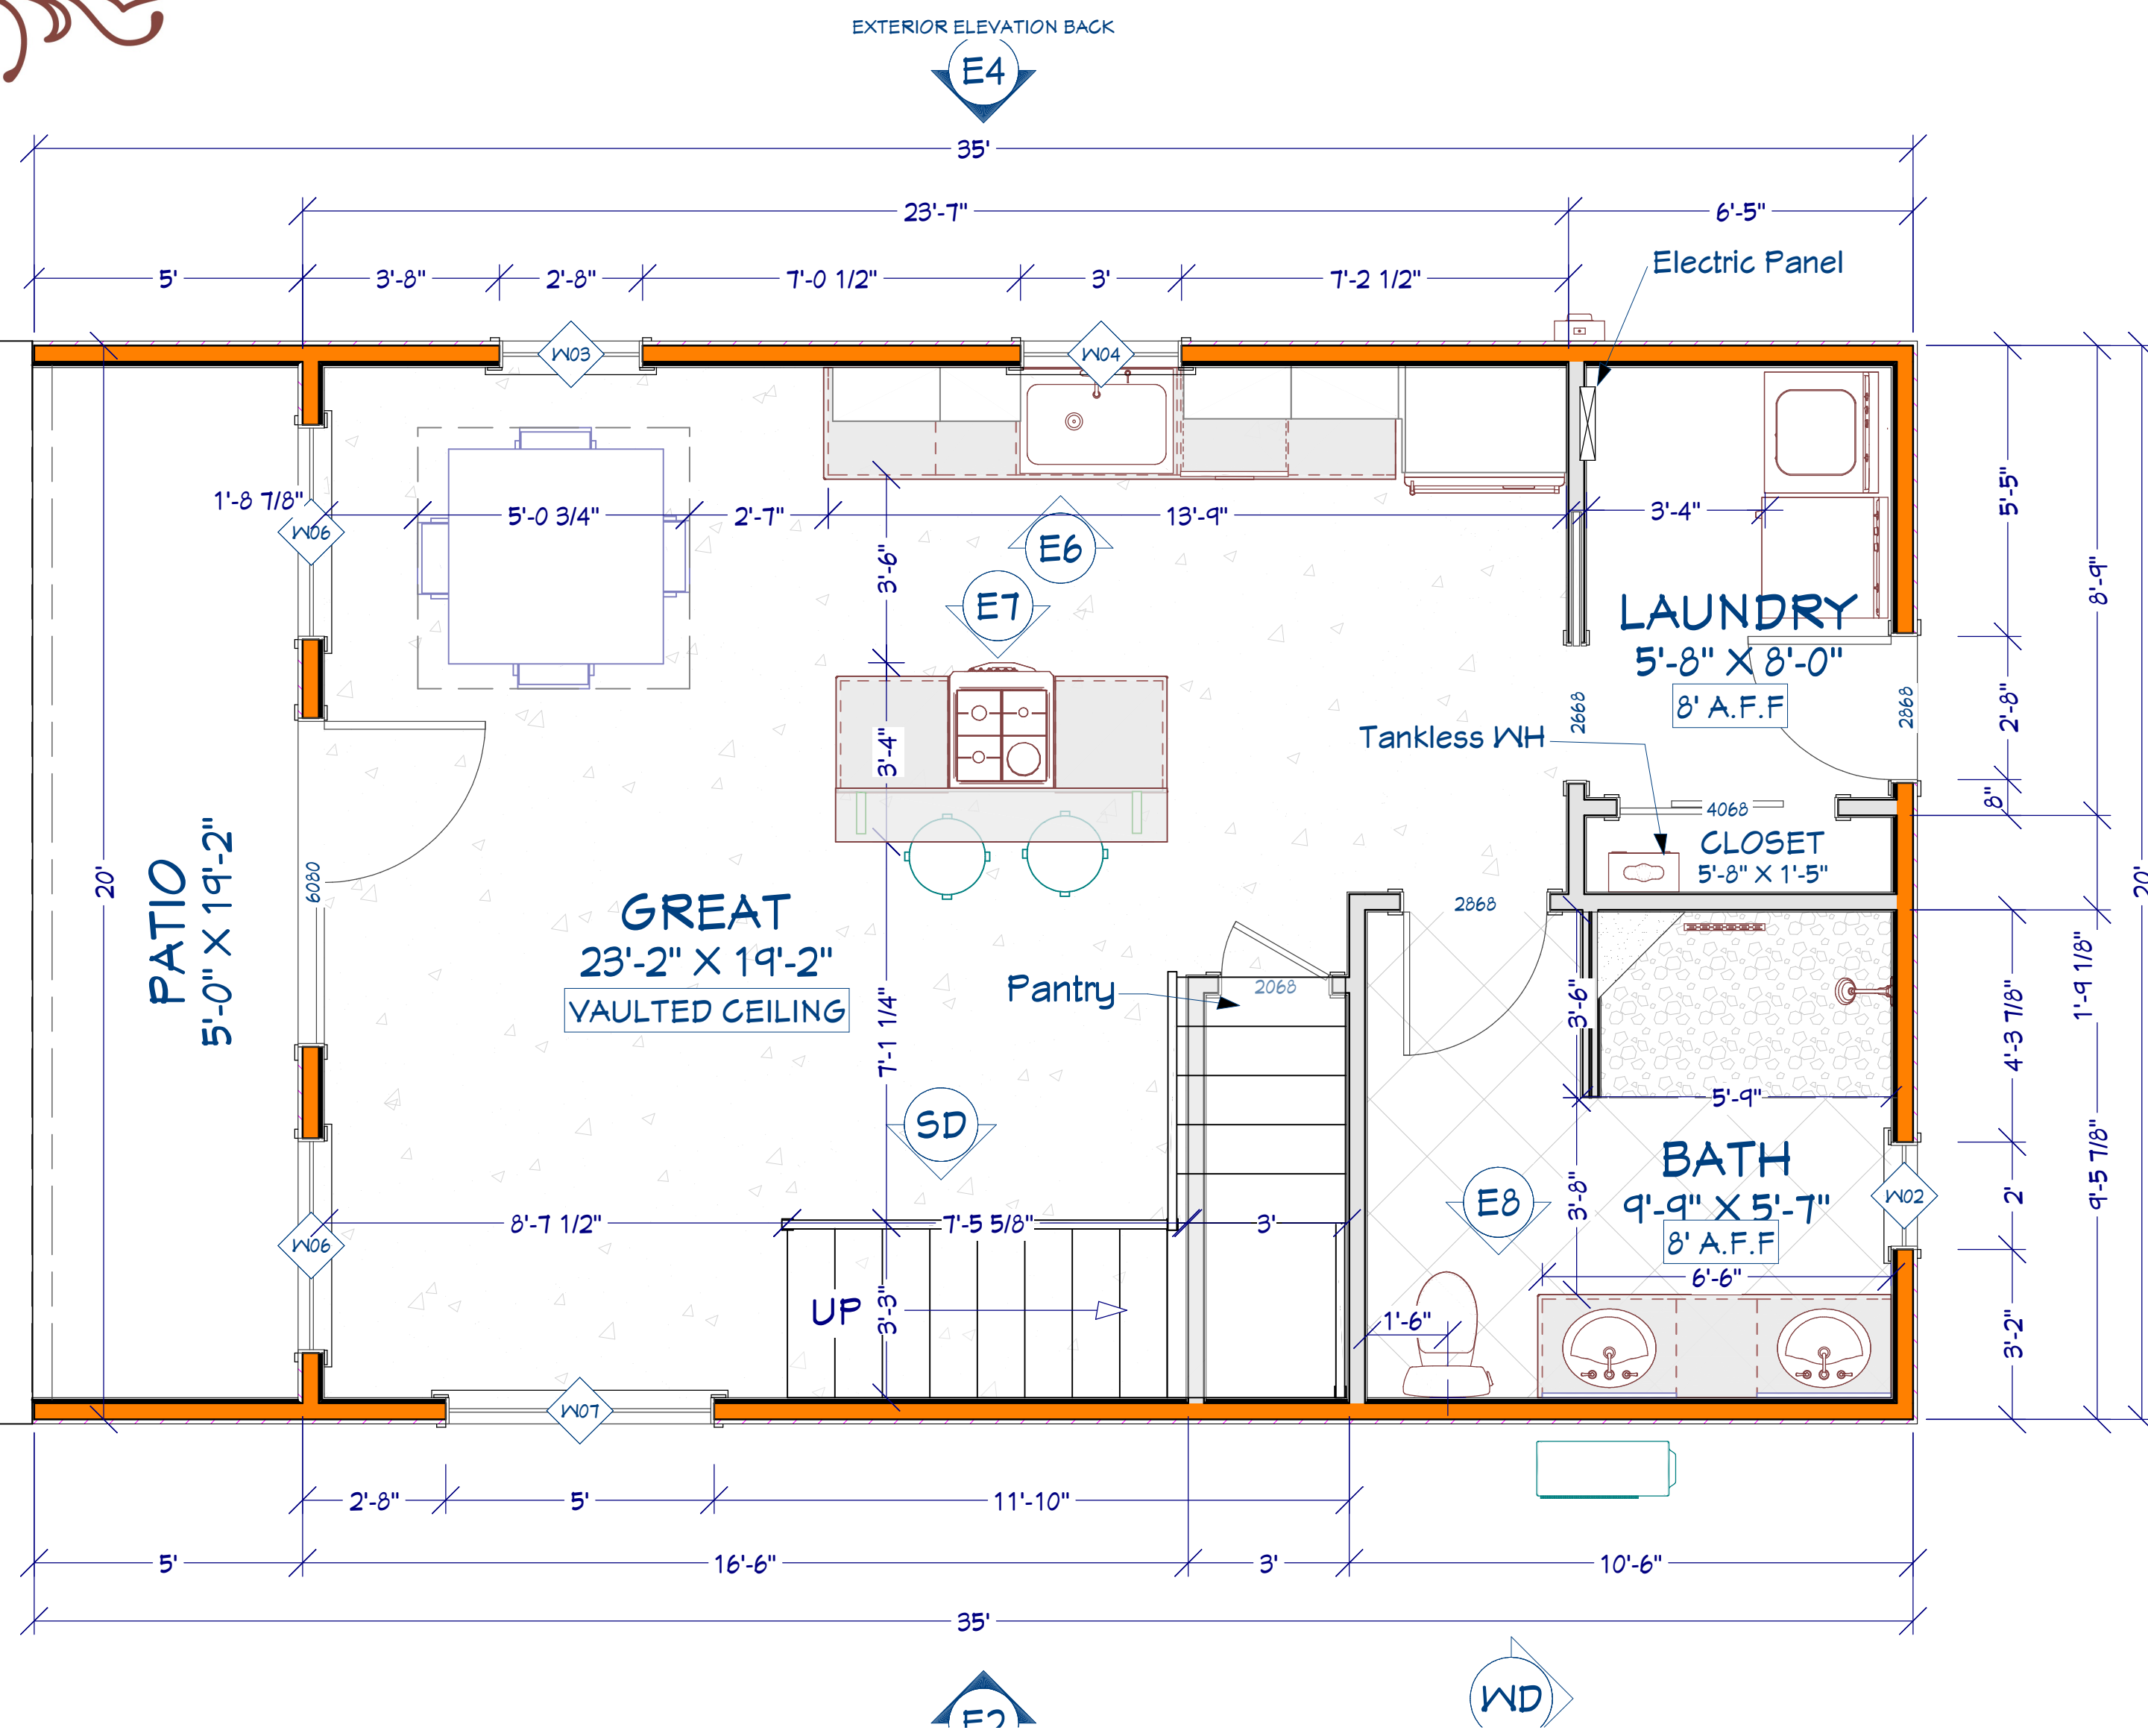 EXTERIOR ELEVATION BACK
E4
35'
23'-7"
6'-5"
Electric Panel
5'
3'-8"
2'-8"
7'-0 1/2"
3'
7'-2 1/2"
W03
W04
1'-8 7/8"
W06
5'-0 3/4"
2'-7"
13'-9"
3'-4"
5'-5"
8'-9"
3'-6"
E6
E7
LAUNDRY
5'-8" X 8'-0"
8' A.F.F
2668
2868
2'-8"
Tankless WH
3'-4"
4068
8"
CLOSET
5'-8" X 1'-5"
20'
PATIO
5'-0" X 19'-2"
6080
GREAT
23'-2" X 19'-2"
VAULTED CEILING
2868
20'
Pantry
2068
3'-6"
4'-3 7/8"
1'-9 1/8"
7'-1 1/4"
5'-9"
SD
BATH
9'-9" X 5'-7"
8' A.F.F
E8
3'-8"
W02
2'
9'-5 7/8"
W06
8'-7 1/2"
7'-5 5/8"
3'
6'-6"
UP
3'-3"
1'-6"
3'-2"
W07
2'-8"
5'
11'-10"
5'
16'-6"
3'
10'-6"
35'
E2
WD